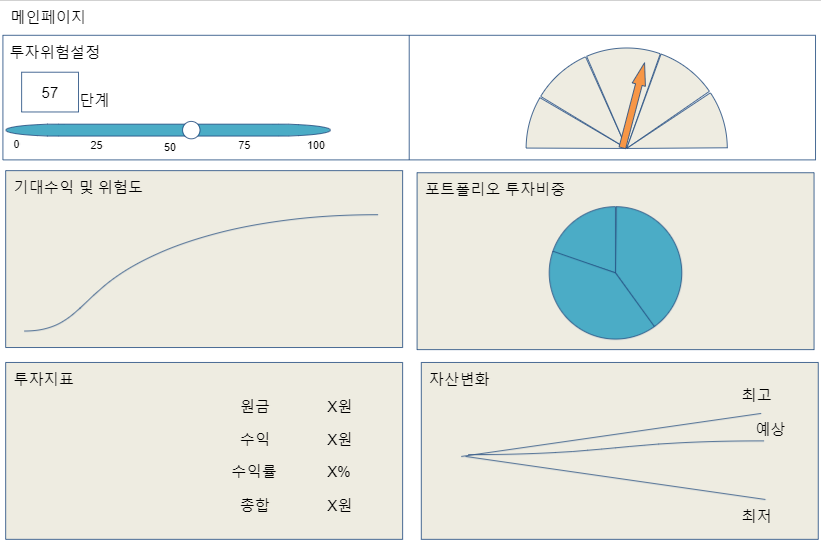 메인페이지
투자위험설정
57
단계
0 25 50 75 100
기대수익 및 위험도
포트폴리오 투자비중
투자지표
원금 X원
수익 X원
수익률 X%
총합 X원
자산변화
최고
예상
최저